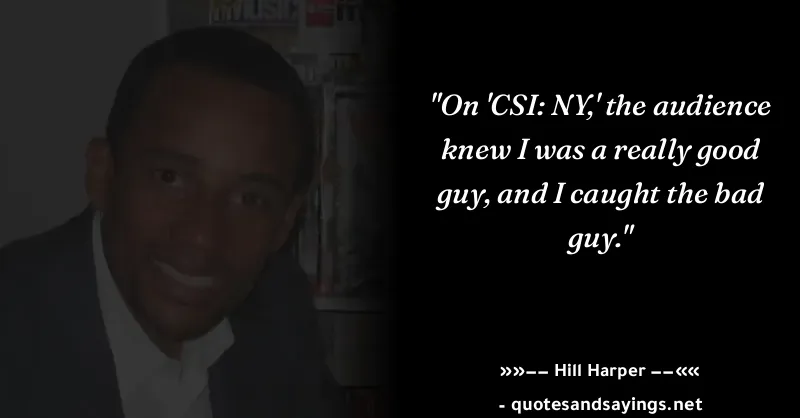 "On 'CSI: NY,' the audience
knew I was a really good
guy, and I caught the bad
guy."
»»−− Hill Harper −−««
- quotesandsayings.net